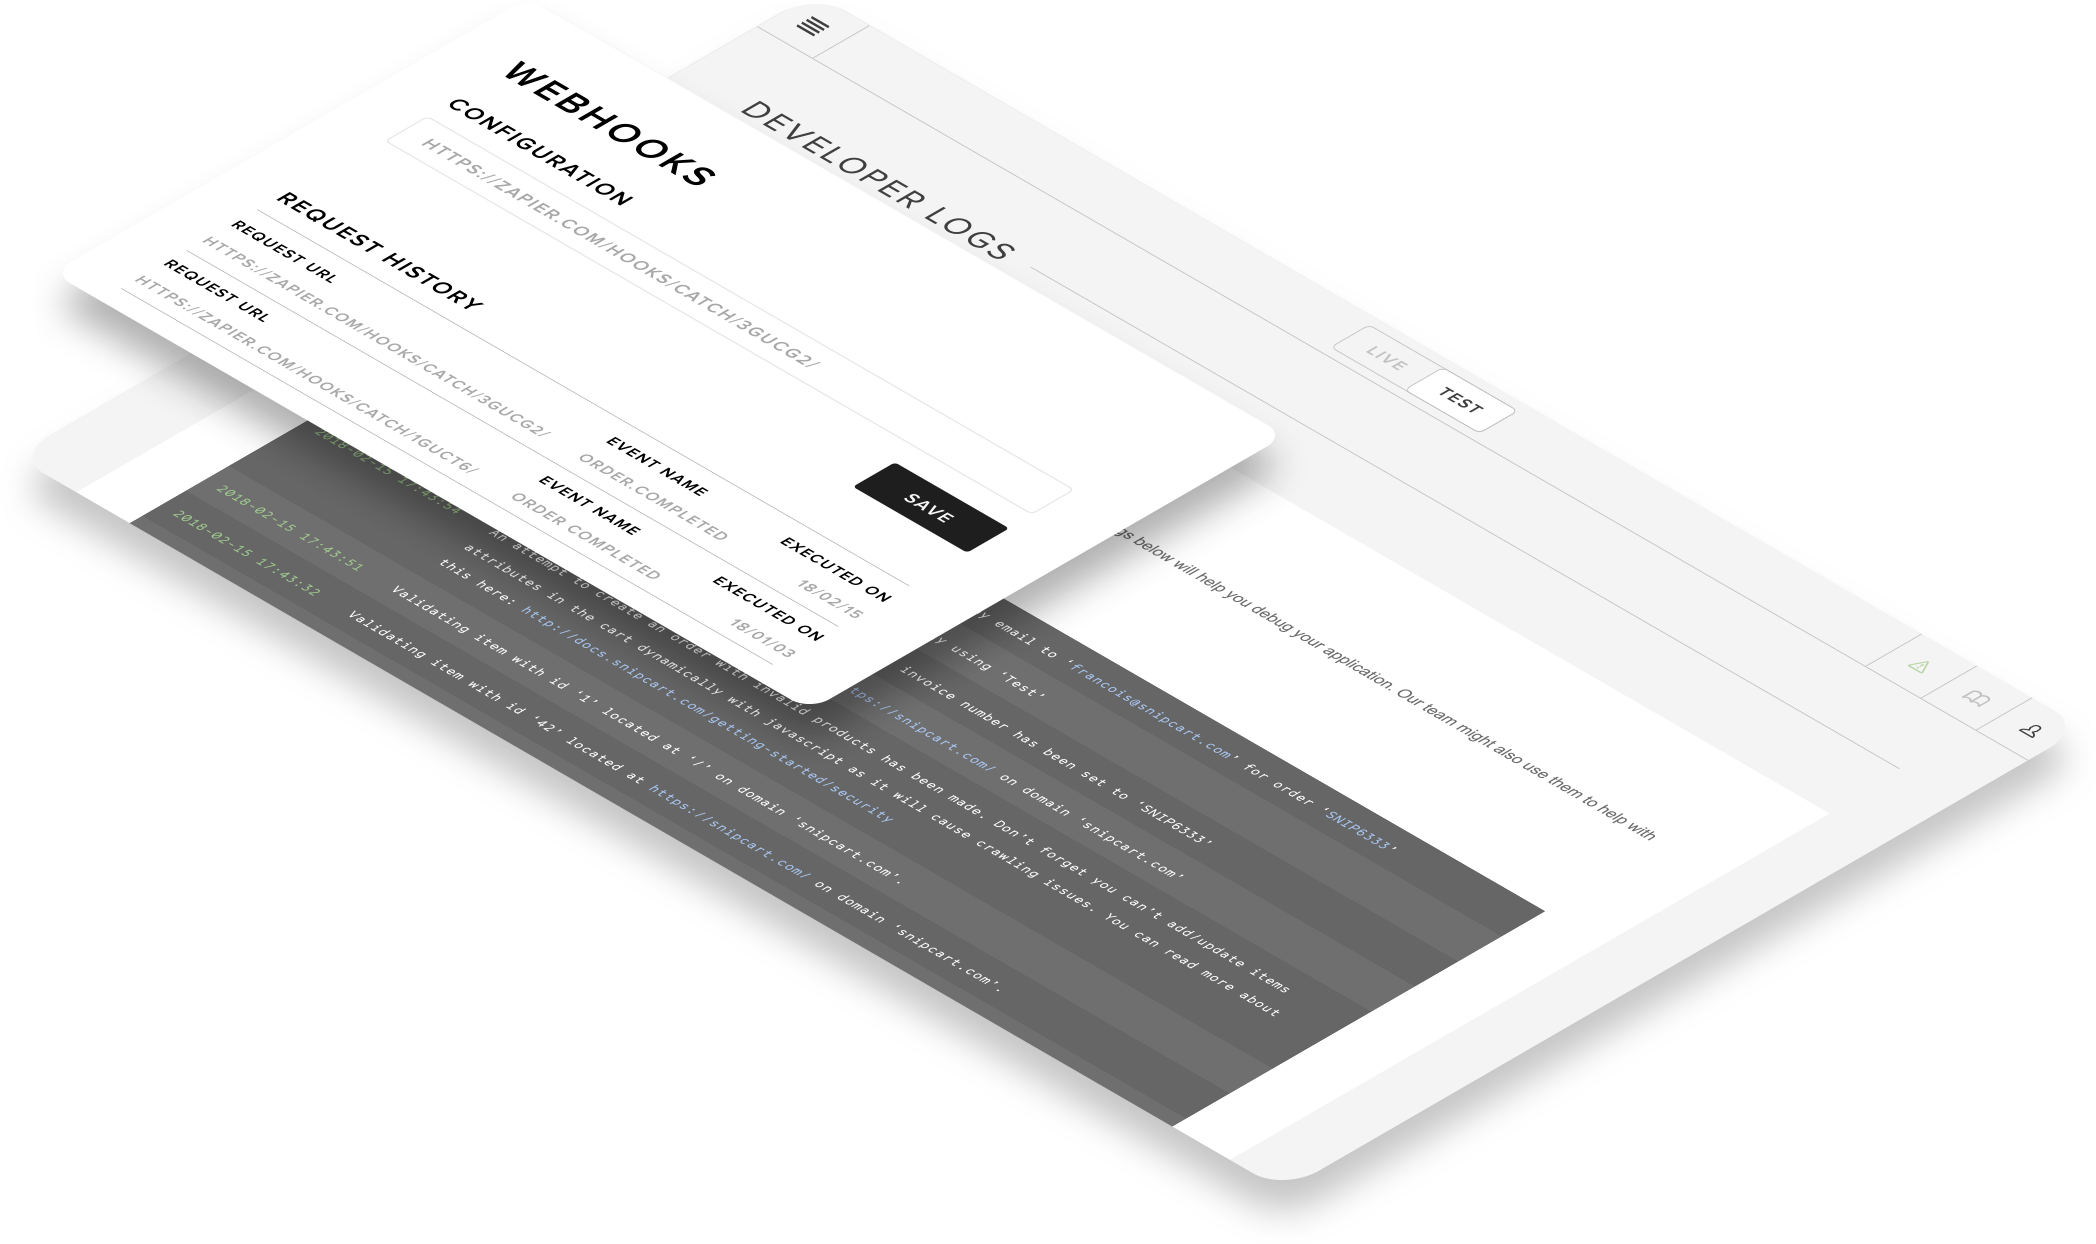 WEBHOOKS
CONFIGURATION
HTTPS://ZAPIER.COM/HOOKS/CATCH/3GUCG2/
SAVE
REQUEST HISTORY
REQUEST URL
HTTPS://ZAPIER.COM/HOOKS/CATCH/3GUCG2/
EVENT NAME
ORDER.COMPLETED
EXECUTED ON
18/02/15
REQUEST URL
HTTPS://ZAPIER.COM/HOOKS/CATCH/1GUCT6/
EVENT NAME
ORDER COMPLETED
EXECUTED ON
18/01/03
DEVELOPER LOGS
LIVE
TEST
below will help you debug your application. Our team might also use them to help with
email to ‘francois@snipcart.com’ for order ‘SNIP6333’
using ‘Test’
invoice number has been set to ‘SNIP6333’
tps://snipcart.com/ on domain ‘snipcart.com’
2018-02-15 17:43:54
An attempt to create an order with invalid products has been made. Don’t forget you can’t add/update items
attributes in the cart dynamically with javascript as it will cause crawling issues. You can read more about
this here: http://docs.snipcart.com/getting-started/security
2018-02-15 17:43:51
Validating item with id ‘1’ located at ‘/’ on domain ‘snipcart.com’.
2018-02-15 17:43:32
Validating item with id ‘42’ located at https://snipcart.com/ on domain ‘snipcart.com’.